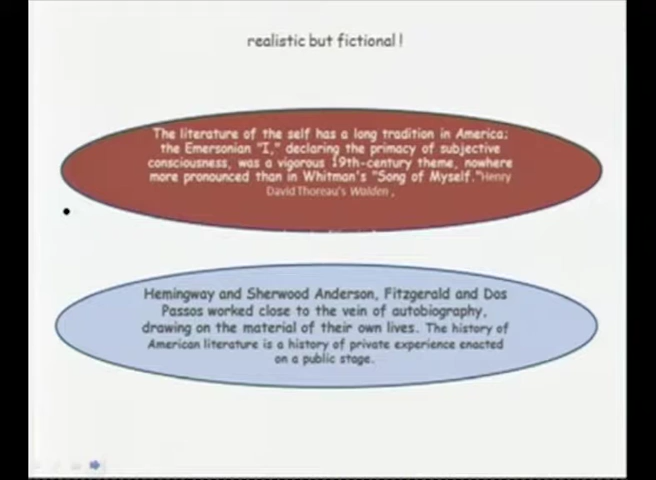 realistic but fictional !
The literature of the self has a long tradition in America;
the Emersonian "I," declaring the primacy of subjective
consciousness, was a vigorous 19th-century theme, nowhere
more pronounced than in Whitman's "Song of Myself."Henry
David Thoreau's Walden ,
Hemingway and Sherwood Anderson, Fitzgerald and Dos
Passos worked close to the vein of autobiography,
drawing on the material of their own lives. The history of
American literature is a history of private experience enacted
on a public stage.